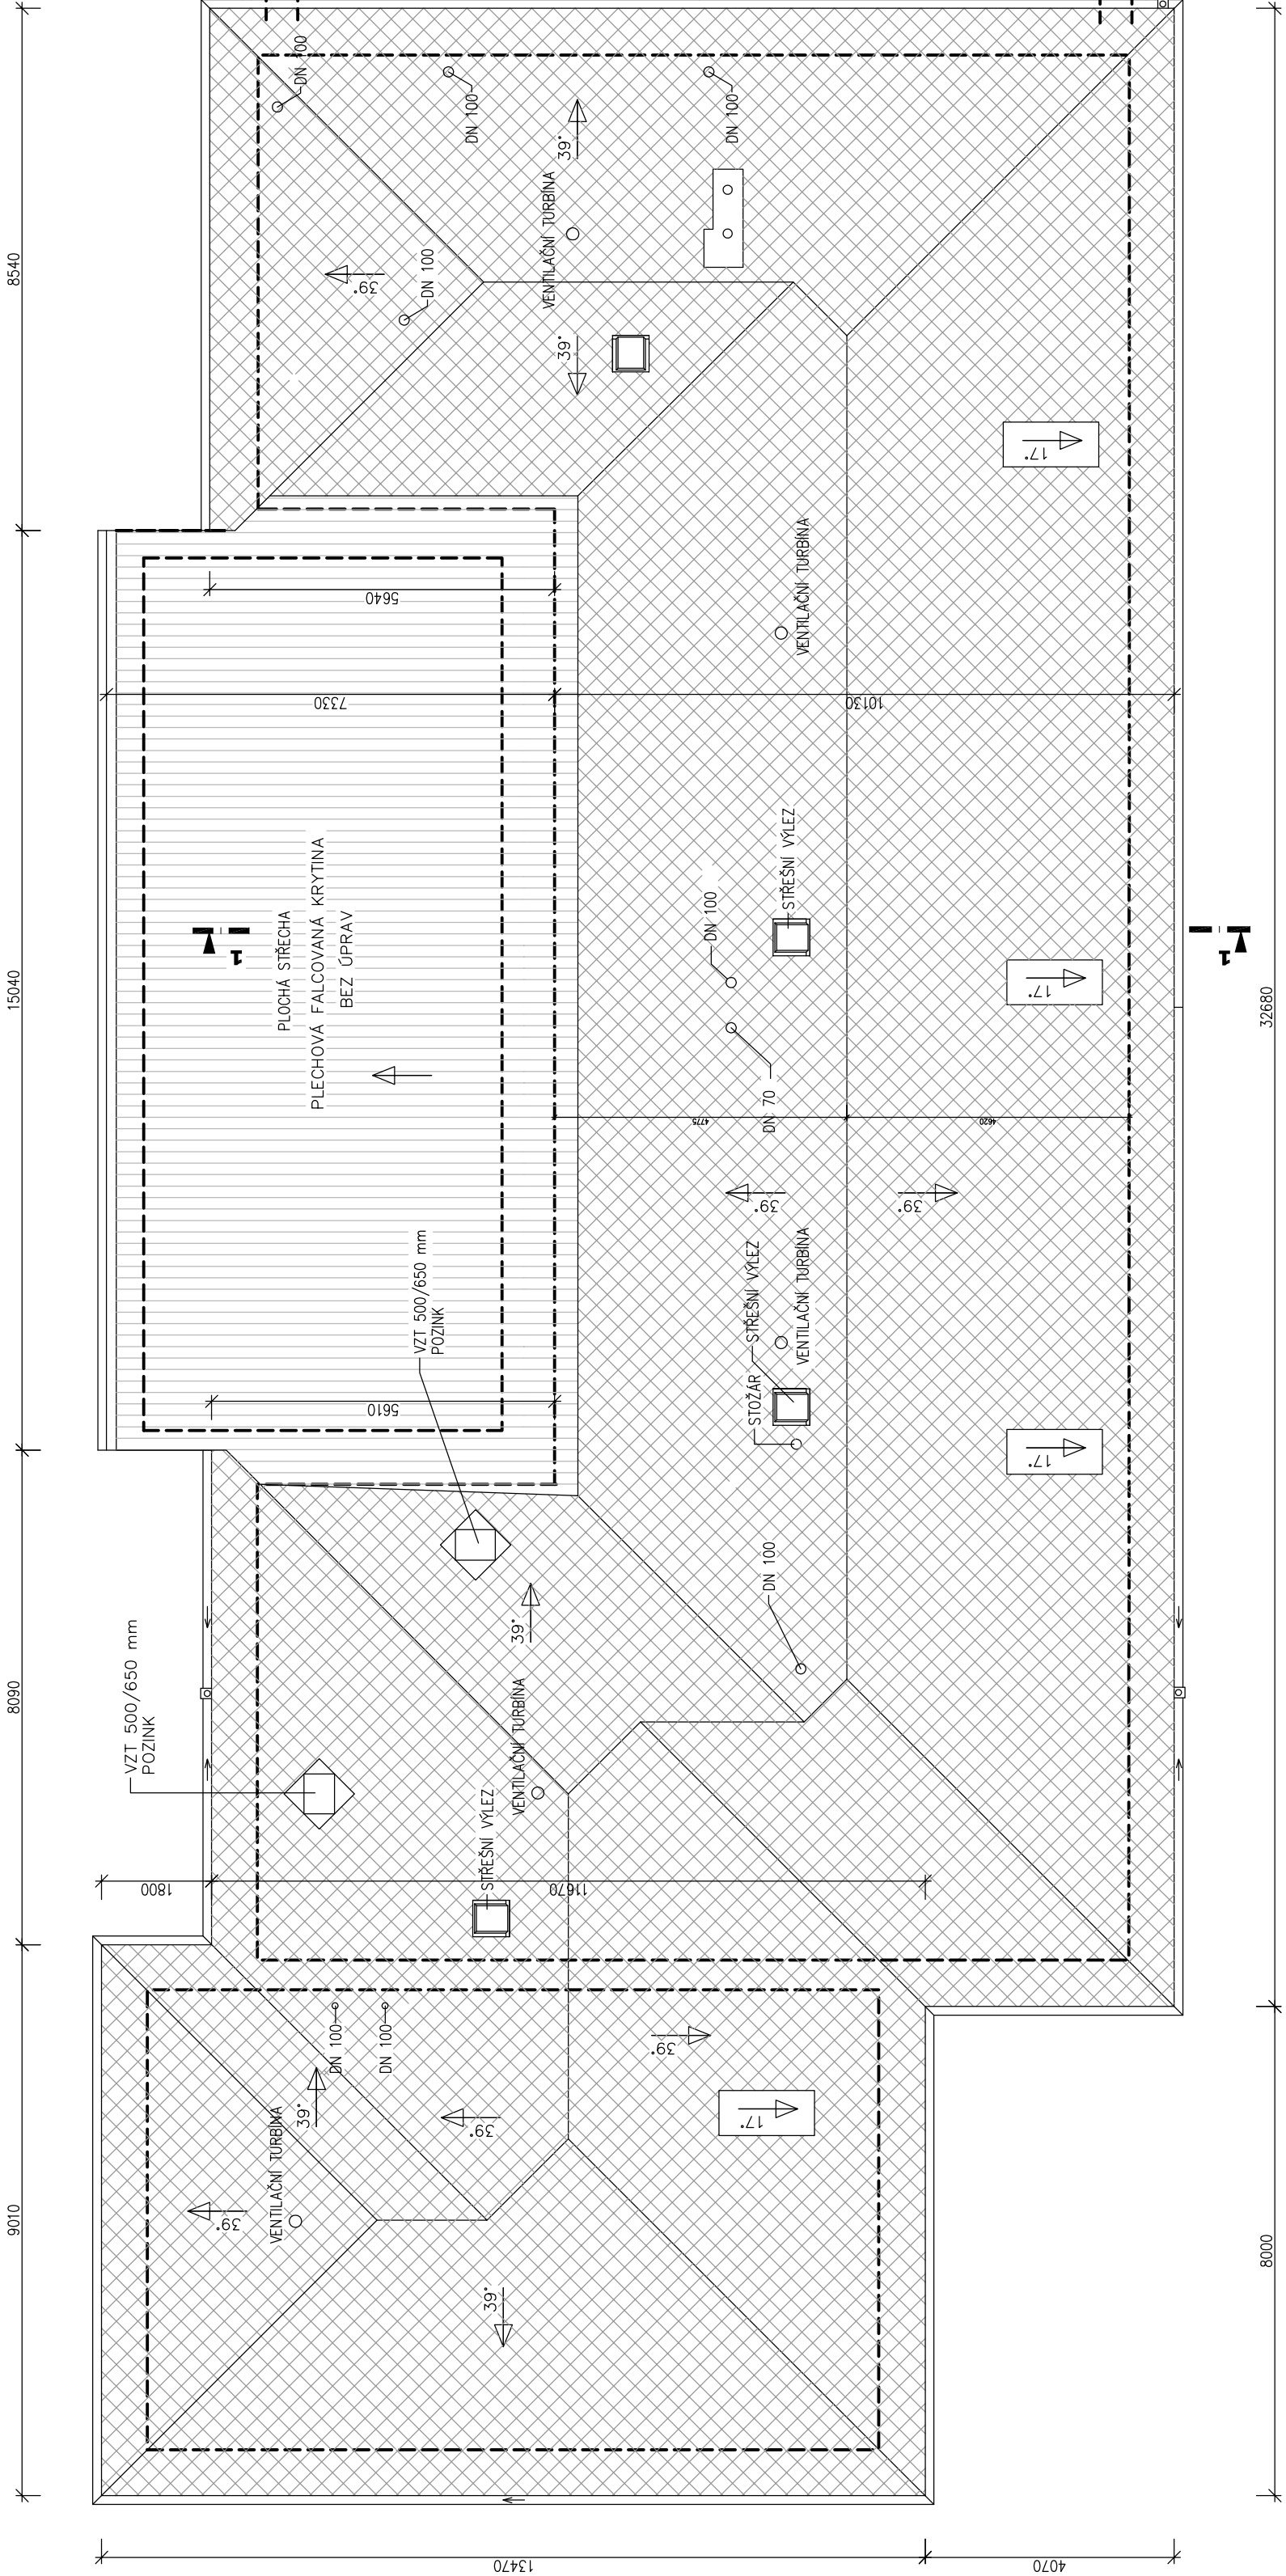 8540
15040
8090
9010
32680
8000
13470
4070
DN 100
DN 100
DN 100
DN 100
39°
39°
39°
VENTILAČNÍ TURBÍNA
17°
5640
7330
10130
VENTILAČNÍ TURBÍNA
PLOCHÁ STŘECHA
PLECHOVÁ FALCOVANÁ KRYTINA
BEZ ÚPRAV
1
1
DN 100
STŘEŠNÍ VÝLEZ
17°
DN 70
4775
4620
39°
39°
VZT 500/650 mm
POZINK
5610
STŘEŠNÍ VÝLEZ
VENTILAČNÍ TURBÍNA
STOŽÁR
17°
DN 100
39°
VENTILAČNÍ TURBÍNA
VZT 500/650 mm
POZINK
STŘEŠNÍ VÝLEZ
1800
11670
DN 100
DN 100
39°
39°
39°
17°
VENTILAČNÍ TURBÍNA
39°
39°